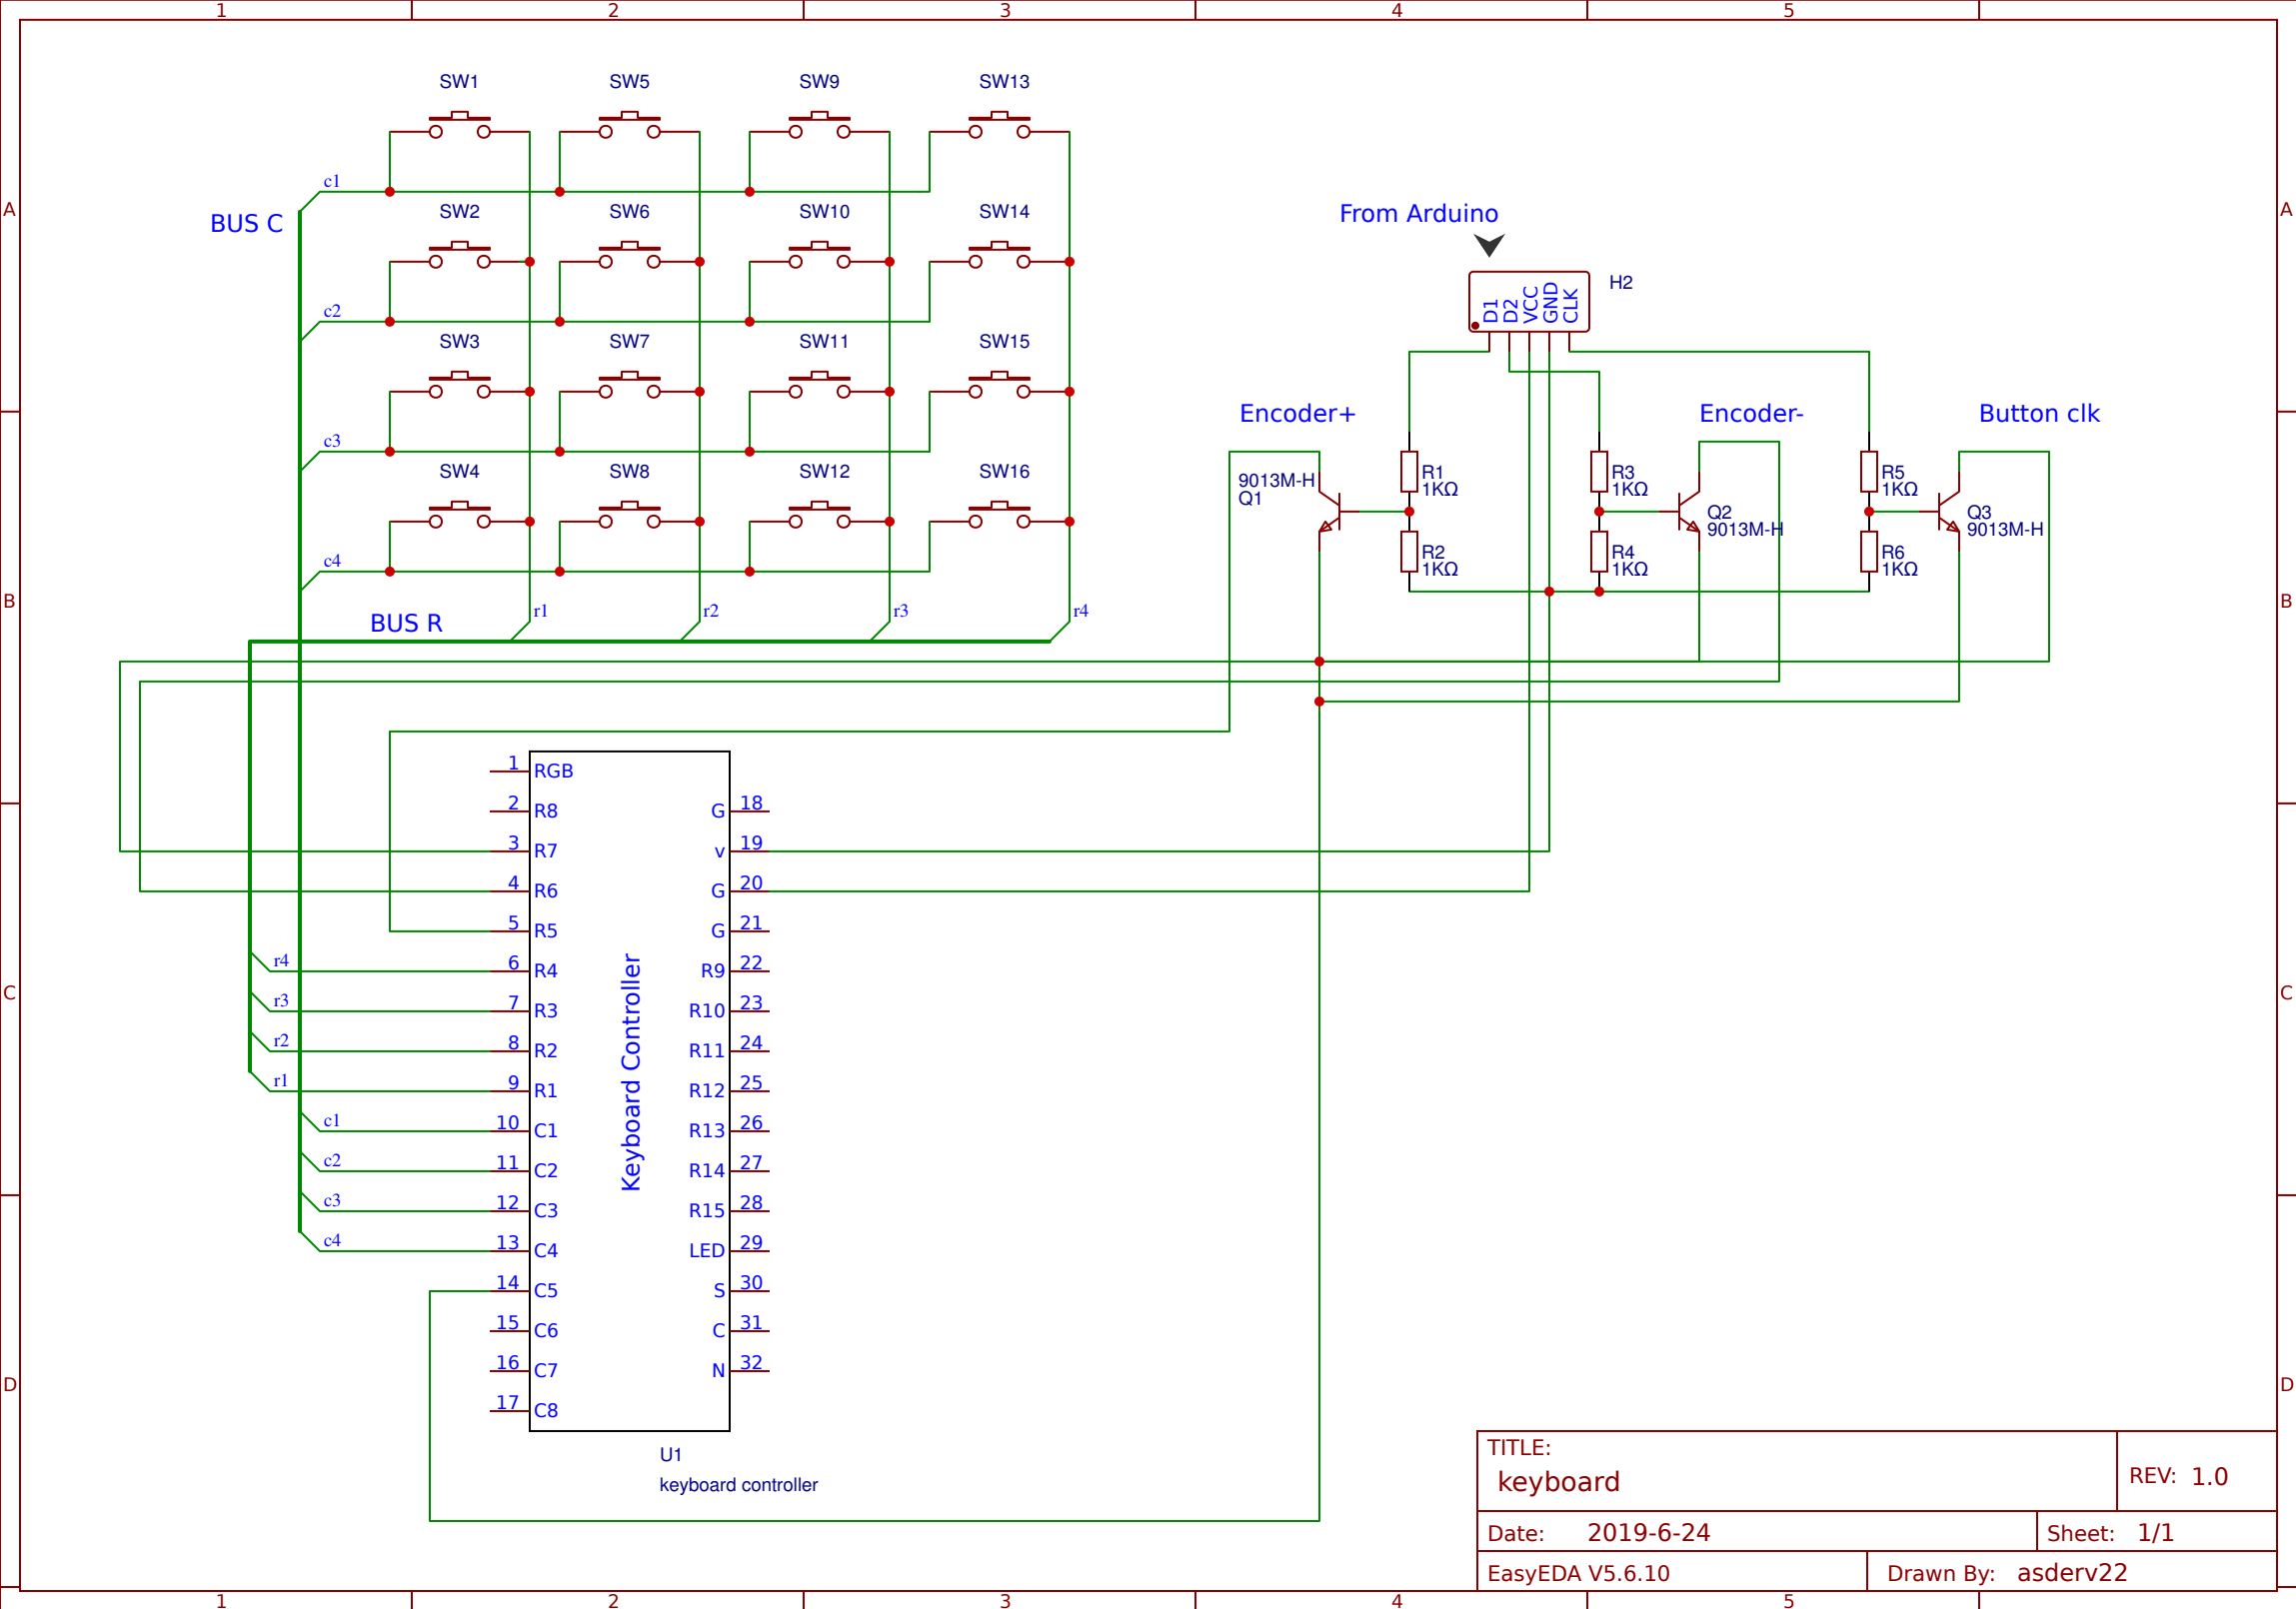 1 2 3 4 5
SW1 SW5 SW9 SW13
c1
A A
BUS C
SW2 SW6 SW10 SW14
From Arduino
H2
D1 D2 VCC GND CLK
c2
SW3 SW7 SW11 SW15
Encoder+ Encoder- Button clk
c3
SW4 SW8 SW12 SW16
9013M-H
Q1
R1
1KΩ
R3
1KΩ
R5
1KΩ
Q2
9013M-H
Q3
9013M-H
R2
1KΩ
R4
1KΩ
R6
1KΩ
c4
B B
BUS R
r1 r2 r3 r4
1 RGB
2 R8 G 18
3 R7 v 19
4 R6 G 20
5 R5 G 21
r4 6 R4 R9 22
C C
r3 7 R3 R10 23
r2 8 R2 R11 24
r1 9 R1 R12 25
c1 10 C1 R13 26
c2 11 C2 R14 27
c3 12 C3 R15 28
c4 13 C4 LED 29
14 C5 S 30
15 C6 C 31
16 C7 N 32
17 C8
Keyboard Controller
D D
U1
keyboard controller
TITLE:
keyboard
REV: 1.0
Date: 2019-6-24
Sheet: 1/1
EasyEDA V5.6.10
Drawn By: asderv22
1 2 3 4 5